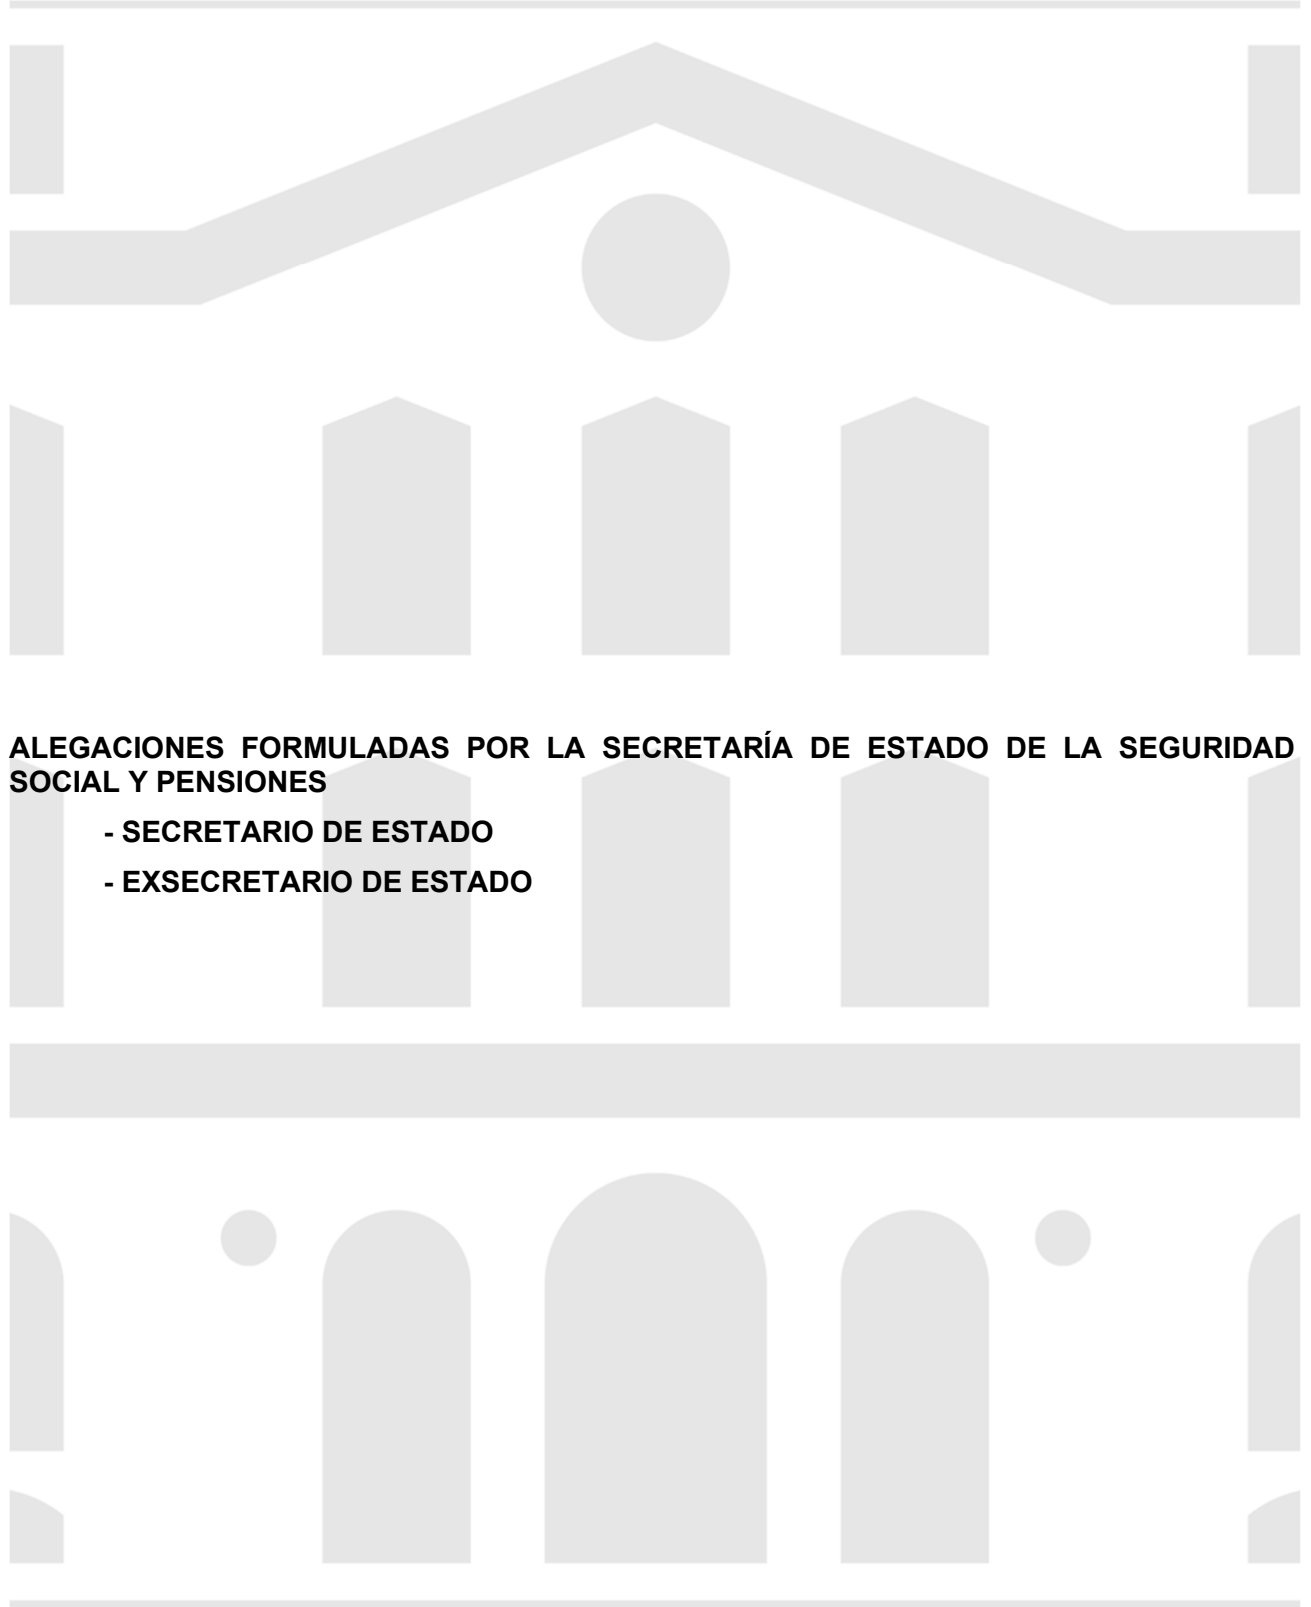 ALEGACIONES FORMULADAS POR LA SECRETARÍA DE ESTADO DE LA SEGURIDAD
SOCIAL Y PENSIONES
- SECRETARIO DE ESTADO
- EXSECRETARIO DE ESTADO